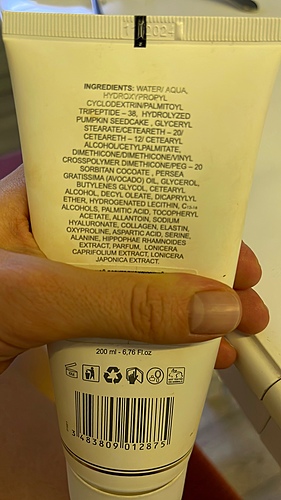 2024
INGREDIENTS: WATER/ AQUA,
HYDROXYPROPYL
CYCLODEXTRIN/PALMITOYL
TRIPEPTIDE – 38, HYDROLYZED
PUMPKIN SEEDCAKE , GLYCERYL
STEARATE/CETEARETH – 20/
CETEARETH – 12/ CETEARYL
ALCOHOL/CETYLPALMITATE,
DIMETHICONE/DIMETHICONE/VINYL
CROSSPOLYMER DIMETHICONE/PEG – 20
SORBITAN COCOATE , PERSEA
GRATISSIMA (AVOCADO) OIL, GLYCEROL,
BUTYLENS GLYCOL, CETEARYL
ALCOHOL, DECYL OLEATE, DICAPRYLYL
ETHER, HYDROGENATED LECITHIN,
ALCOHOLS, PALMITIC ACID, TOCOPHERYL
ACETATE, ALLANTOIN, SODIUM
HYALURONATE, COLLAGEN, ELASTIN,
OXYPROLINE, ASPARTIC ACID, SERINE,
ALANINE, HIPPOPHAE RHAMNOIDES
EXTRACT, PARFUM, LONICERA
CAPRIFOLIUM EXTRACT, LONICERA
JAPONICA EXTRACT.
200 ml - 6,76 Fl.oz
3 483809 012875